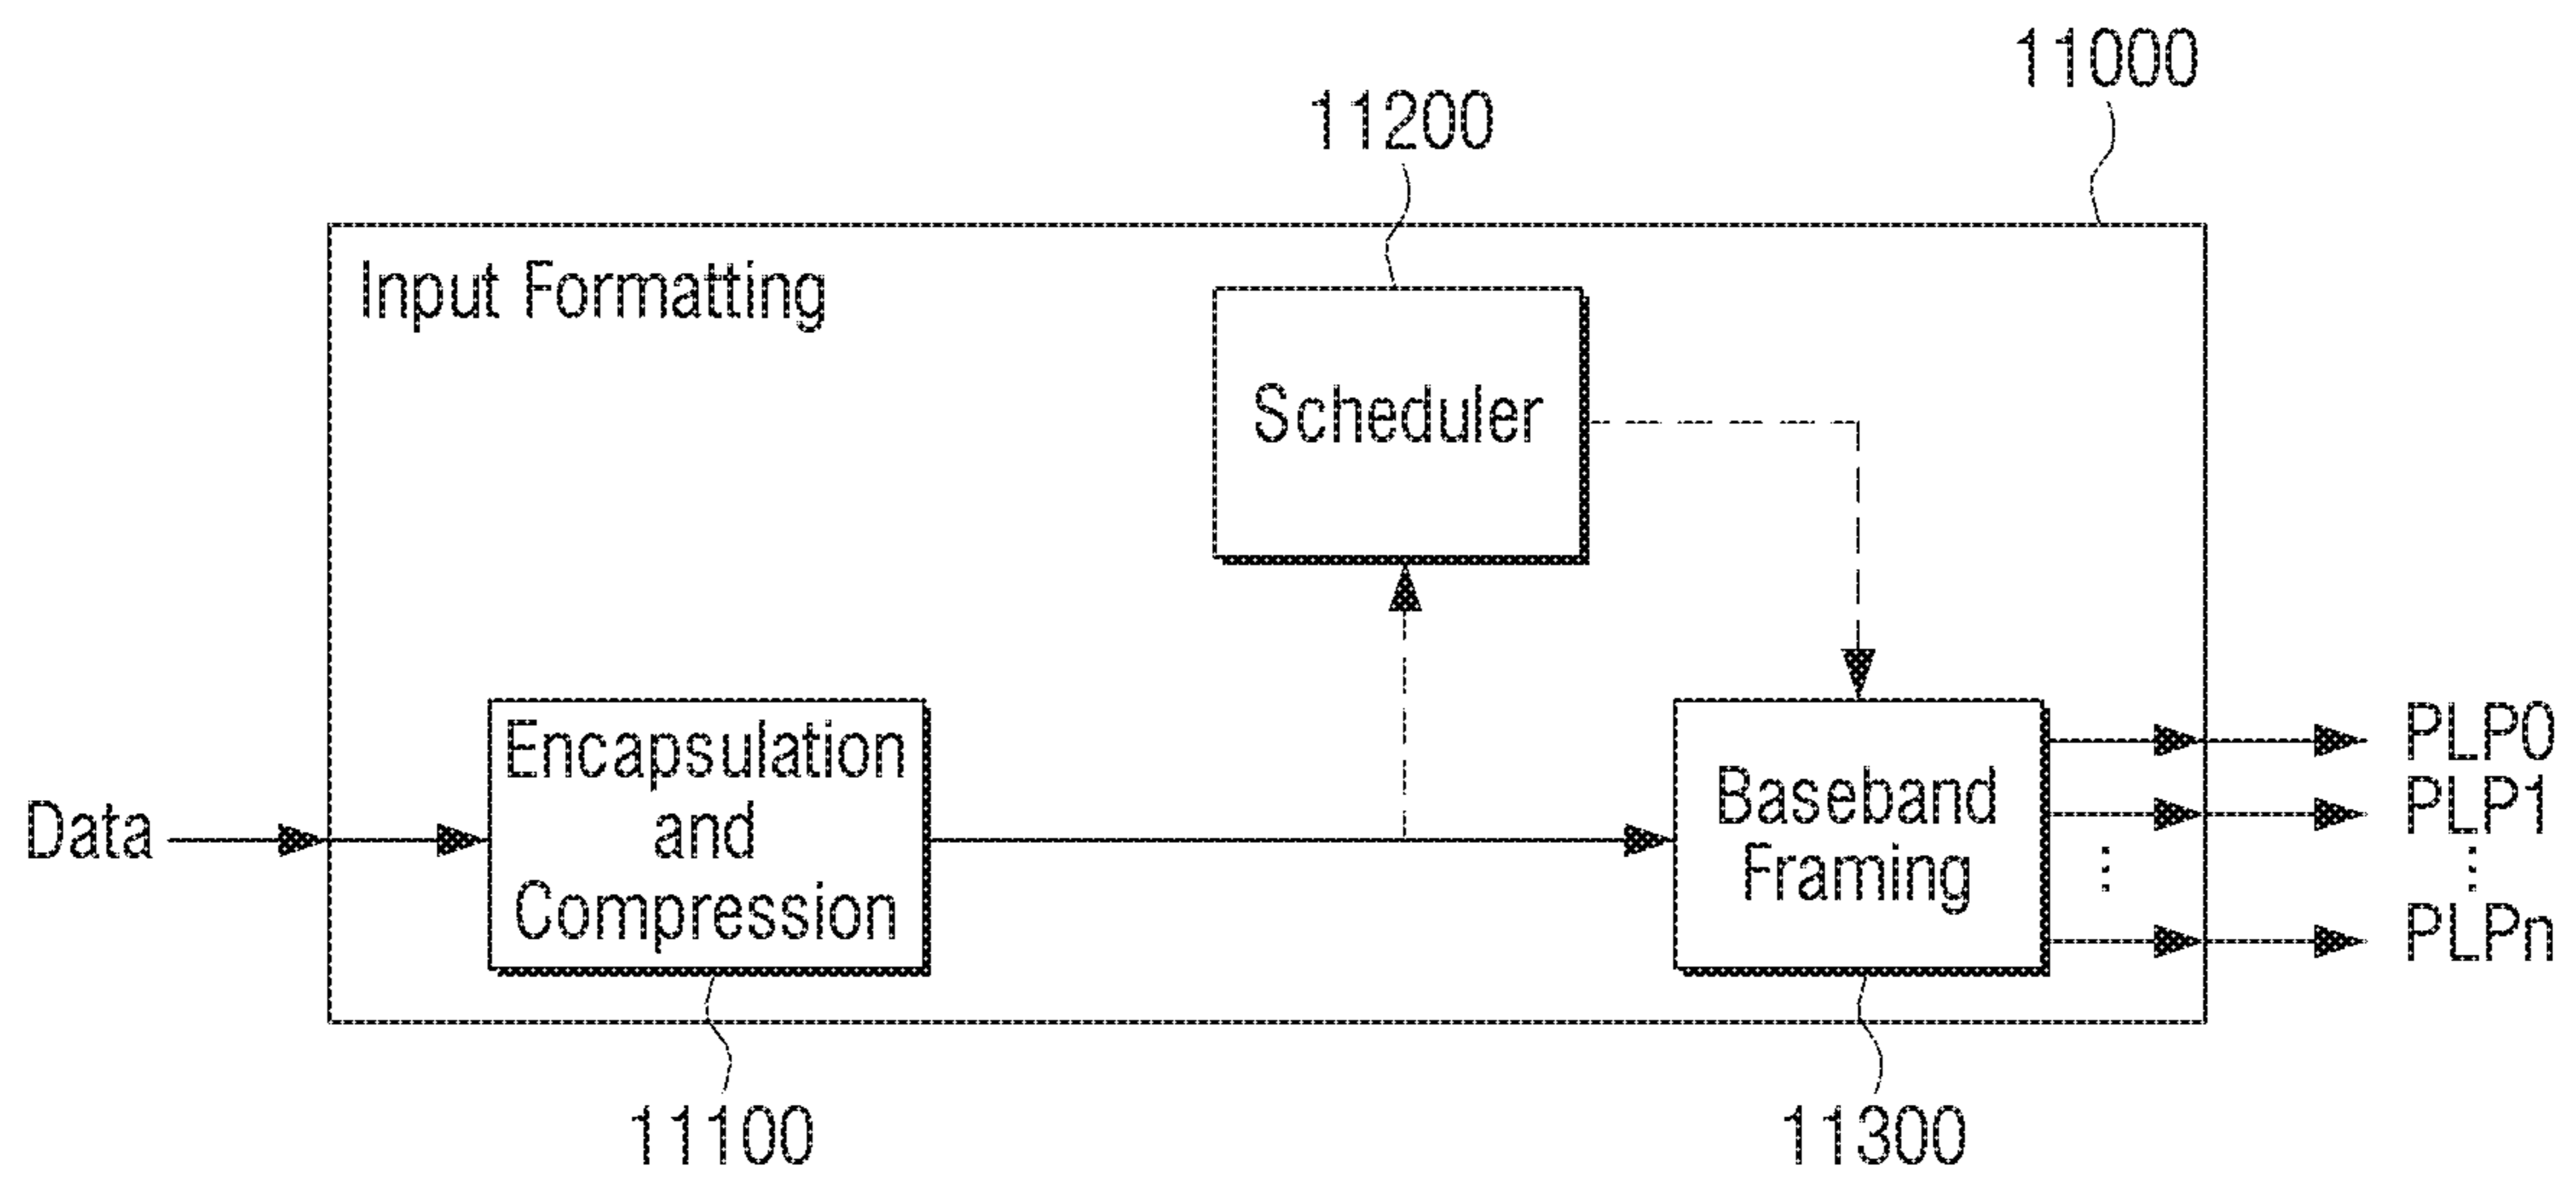 11000
11200
Input Formatting
Scheduler
Encapsulation
and
Compression
Data
Baseband
Framing
PLP0
PLP1
⋮
⋮
PLPn
11100
11300